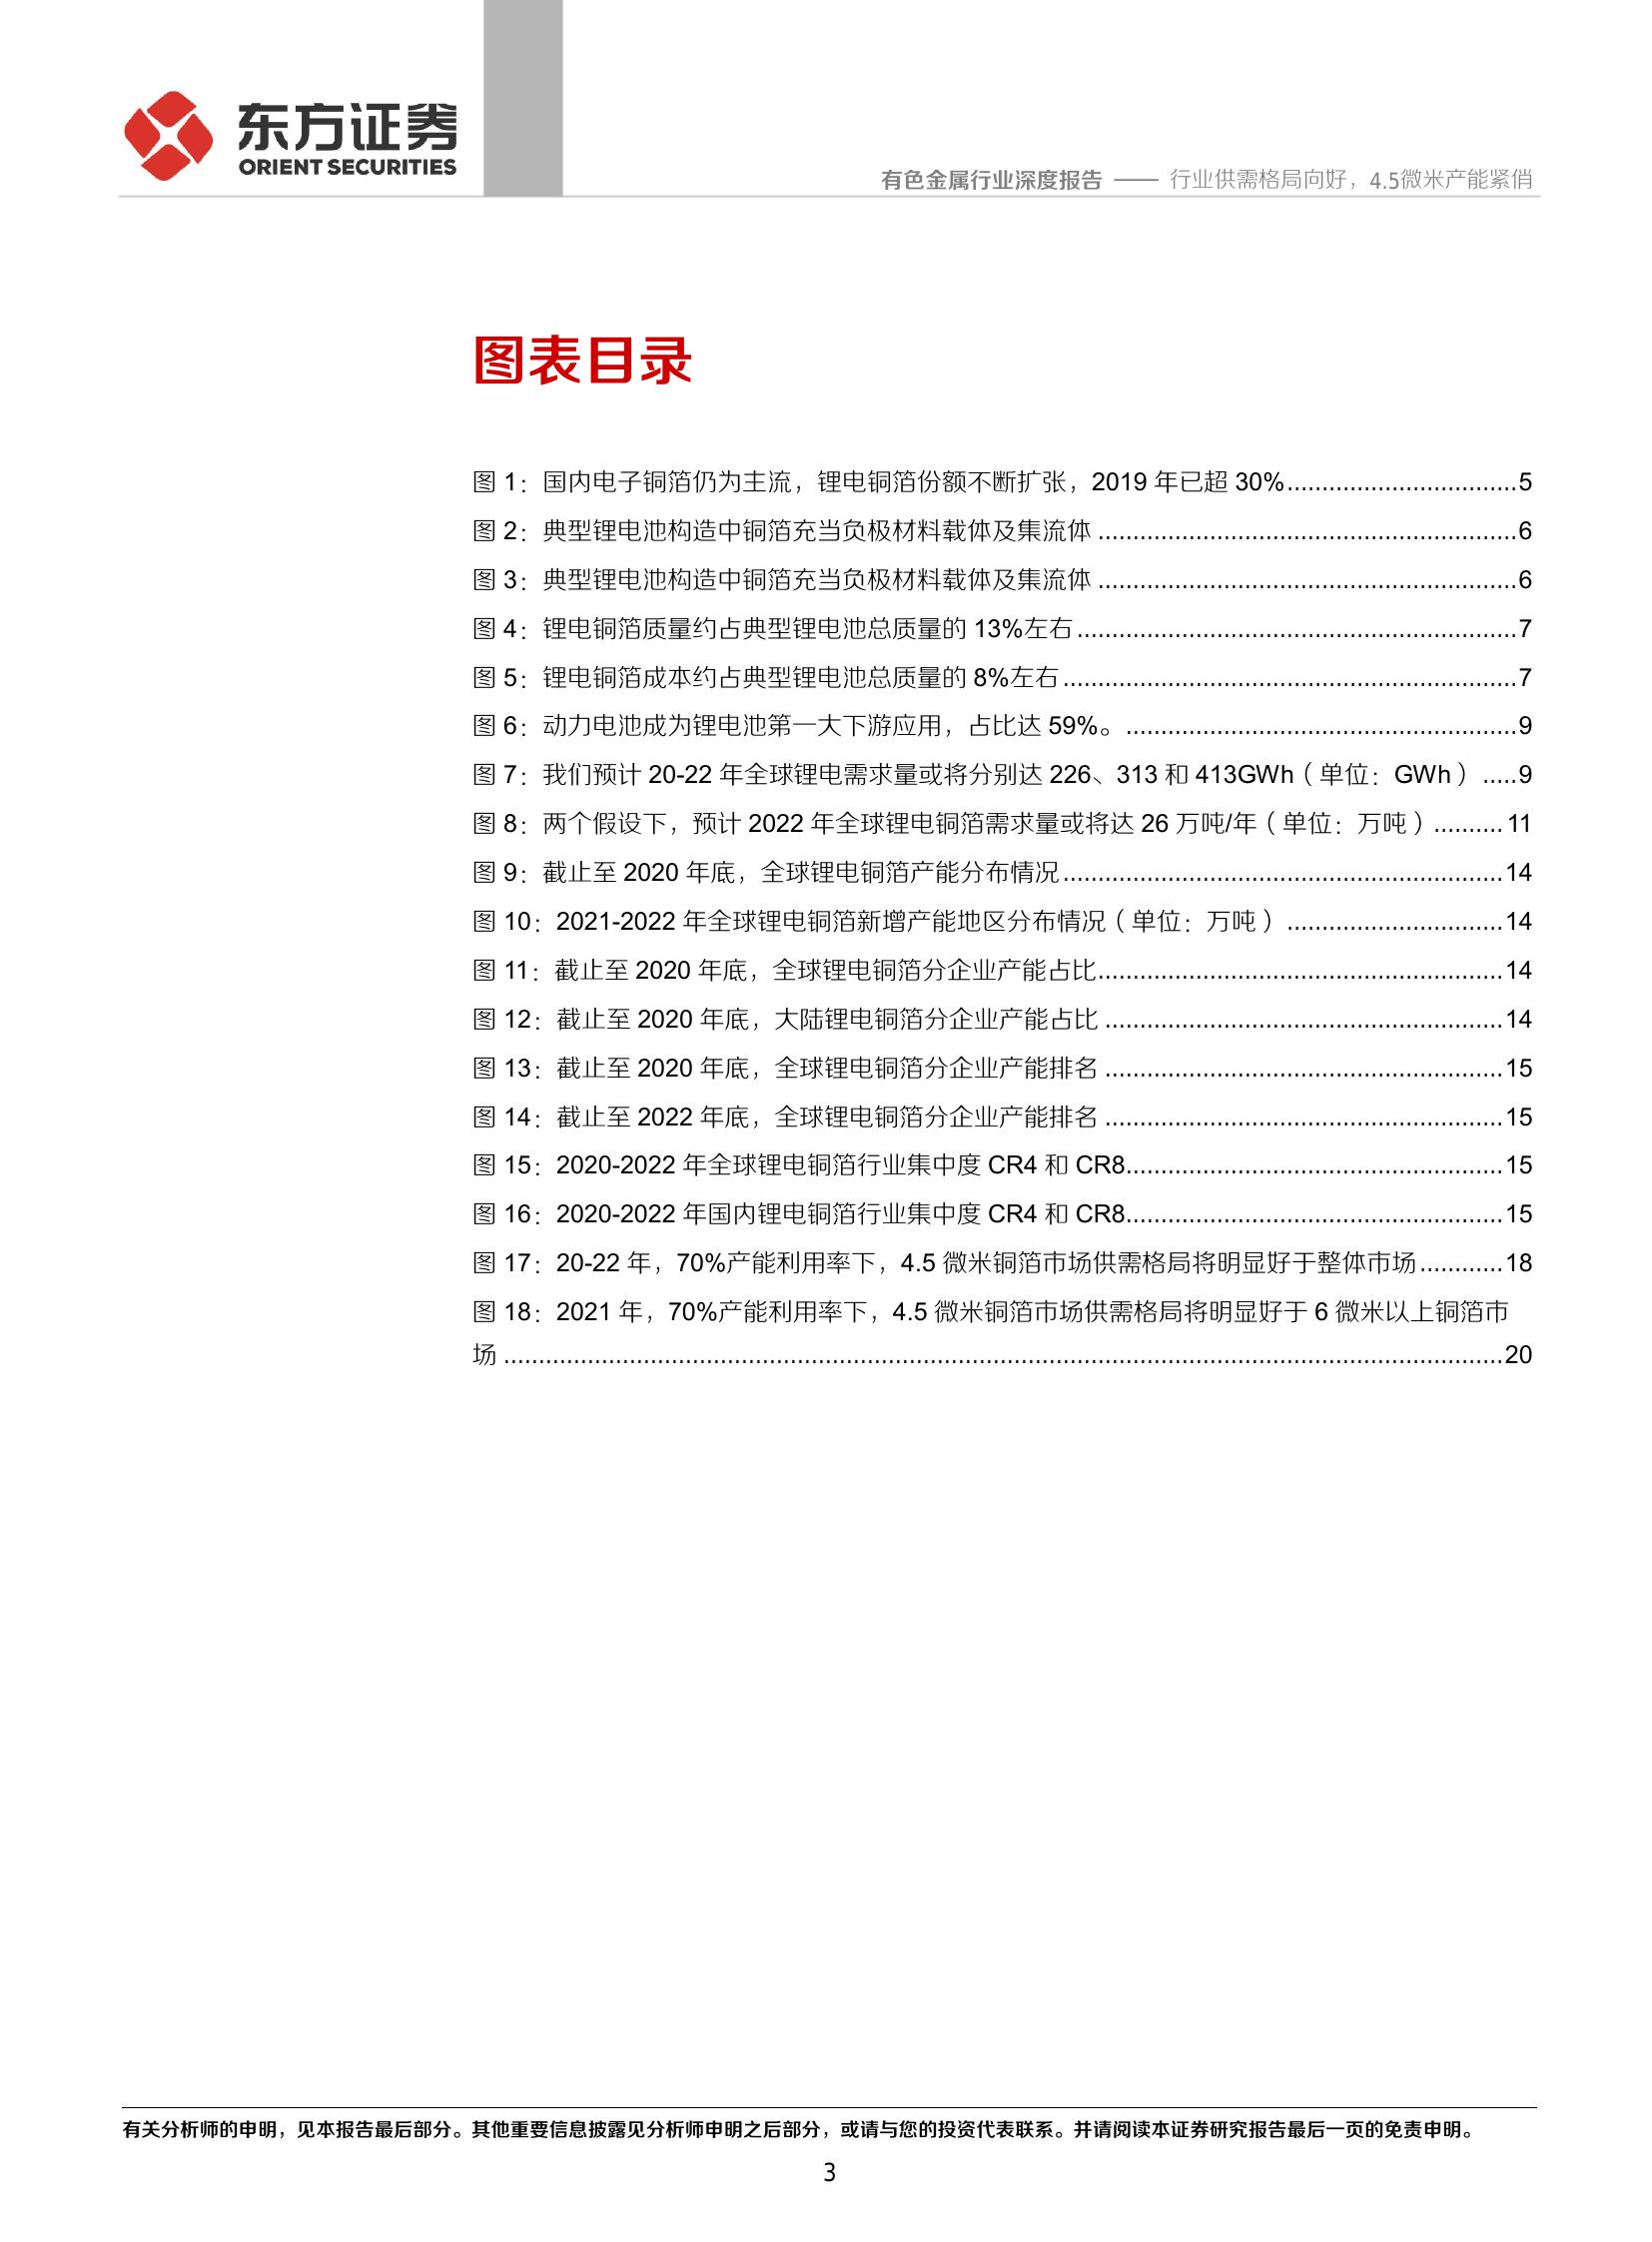 东方证券
ORIENT SECURITIES
有色金属行业深度报告 —— 行业供需格局向好，4.5微米产能紧俏
图表目录
图 1：国内电子铜箔仍为主流，锂电铜箔份额不断扩张，2019 年已超 30%.................................5
图 2：典型锂电池构造中铜箔充当负极材料载体及集流体 ............................................................6
图 3：典型锂电池构造中铜箔充当负极材料载体及集流体 ............................................................6
图 4：锂电铜箔质量约占典型锂电池总质量的 13%左右 ...............................................................7
图 5：锂电铜箔成本约占典型锂电池总质量的 8%左右 .................................................................7
图 6：动力电池成为锂电池第一大下游应用，占比达 59%。 ........................................................9
图 7：我们预计 20-22 年全球锂电需求量或将分别达 226、313 和 413GWh（单位：GWh） .....9
图 8：两个假设下，预计 2022 年全球锂电铜箔需求量或将达 26 万吨/年（单位：万吨）..........11
图 9：截止至 2020 年底，全球锂电铜箔产能分布情况...............................................................14
图 10：2021-2022 年全球锂电铜箔新增产能地区分布情况（单位：万吨） ...............................14
图 11：截止至 2020 年底，全球锂电铜箔分企业产能占比..........................................................14
图 12：截止至 2020 年底，大陆锂电铜箔分企业产能占比 .........................................................14
图 13：截止至 2020 年底，全球锂电铜箔分企业产能排名 .........................................................15
图 14：截止至 2022 年底，全球锂电铜箔分企业产能排名 .........................................................15
图 15：2020-2022 年全球锂电铜箔行业集中度 CR4 和 CR8......................................................15
图 16：2020-2022 年国内锂电铜箔行业集中度 CR4 和 CR8......................................................15
图 17：20-22 年，70%产能利用率下，4.5 微米铜箔市场供需格局将明显好于整体市场............18
图 18：2021 年，70%产能利用率下，4.5 微米铜箔市场供需格局将明显好于 6 微米以上铜箔市
场 ................................................................................................................................................20
有关分析师的申明，见本报告最后部分。其他重要信息披露见分析师申明之后部分，或请与您的投资代表联系。并请阅读本证券研究报告最后一页的免责申明。
3